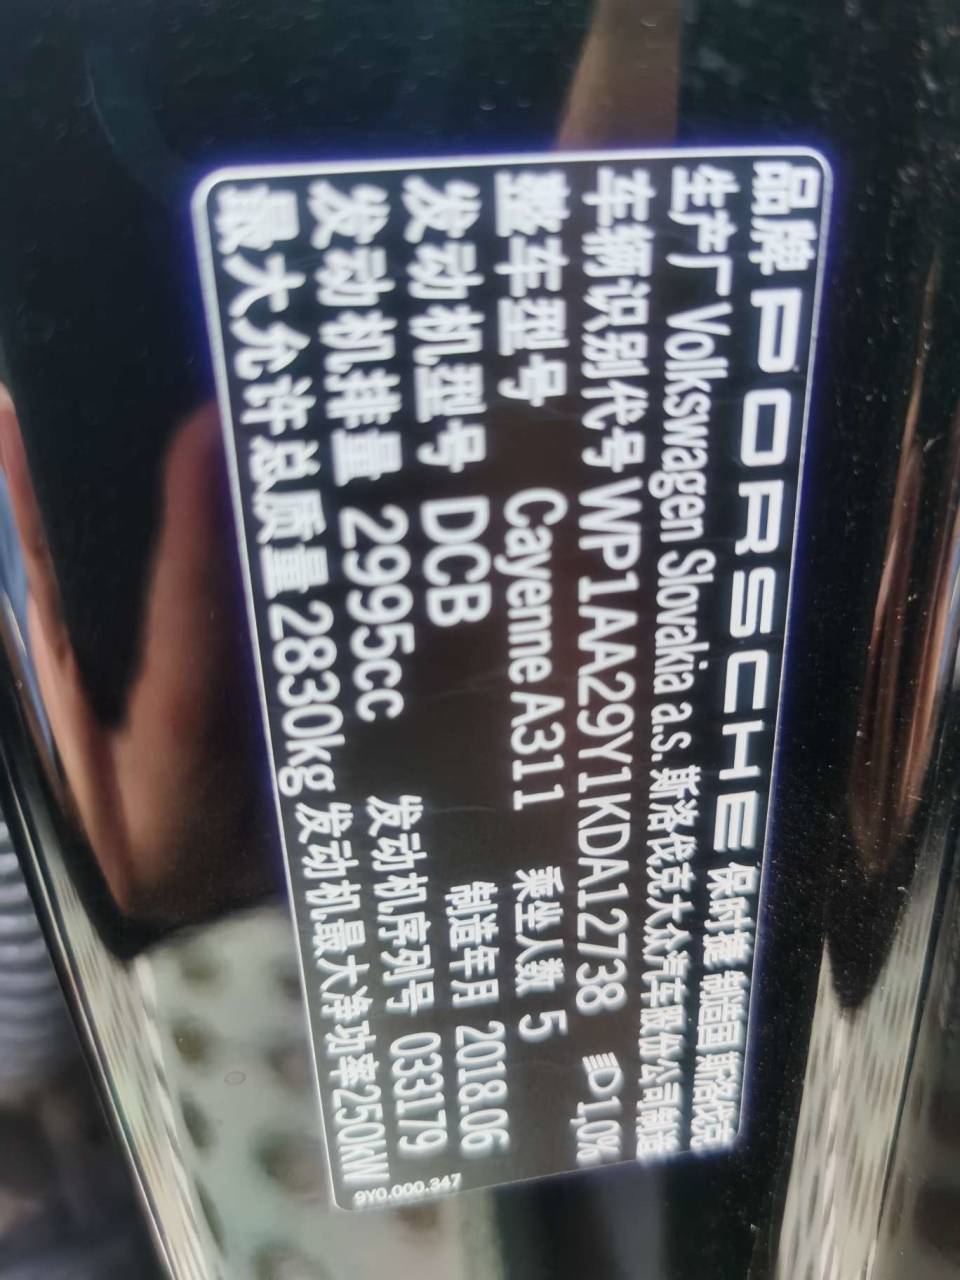 品牌 PORSCHE 保时捷 制造国 斯洛伐克
生产厂 Volkswagen Slovakia a.s. 斯洛伐克大众汽车股份公司制造
车辆识别代号 WP1AA29Y1KDA12738 1,0%
整车型号 Cayenne A311 乘坐人数 5
发动机型号 DCB 制造年月 2018.06
发动机排量 2995cc 发动机序列号 033179
最大允许总质量 2830kg 发动机最大净功率 250kW
9Y0.000.347